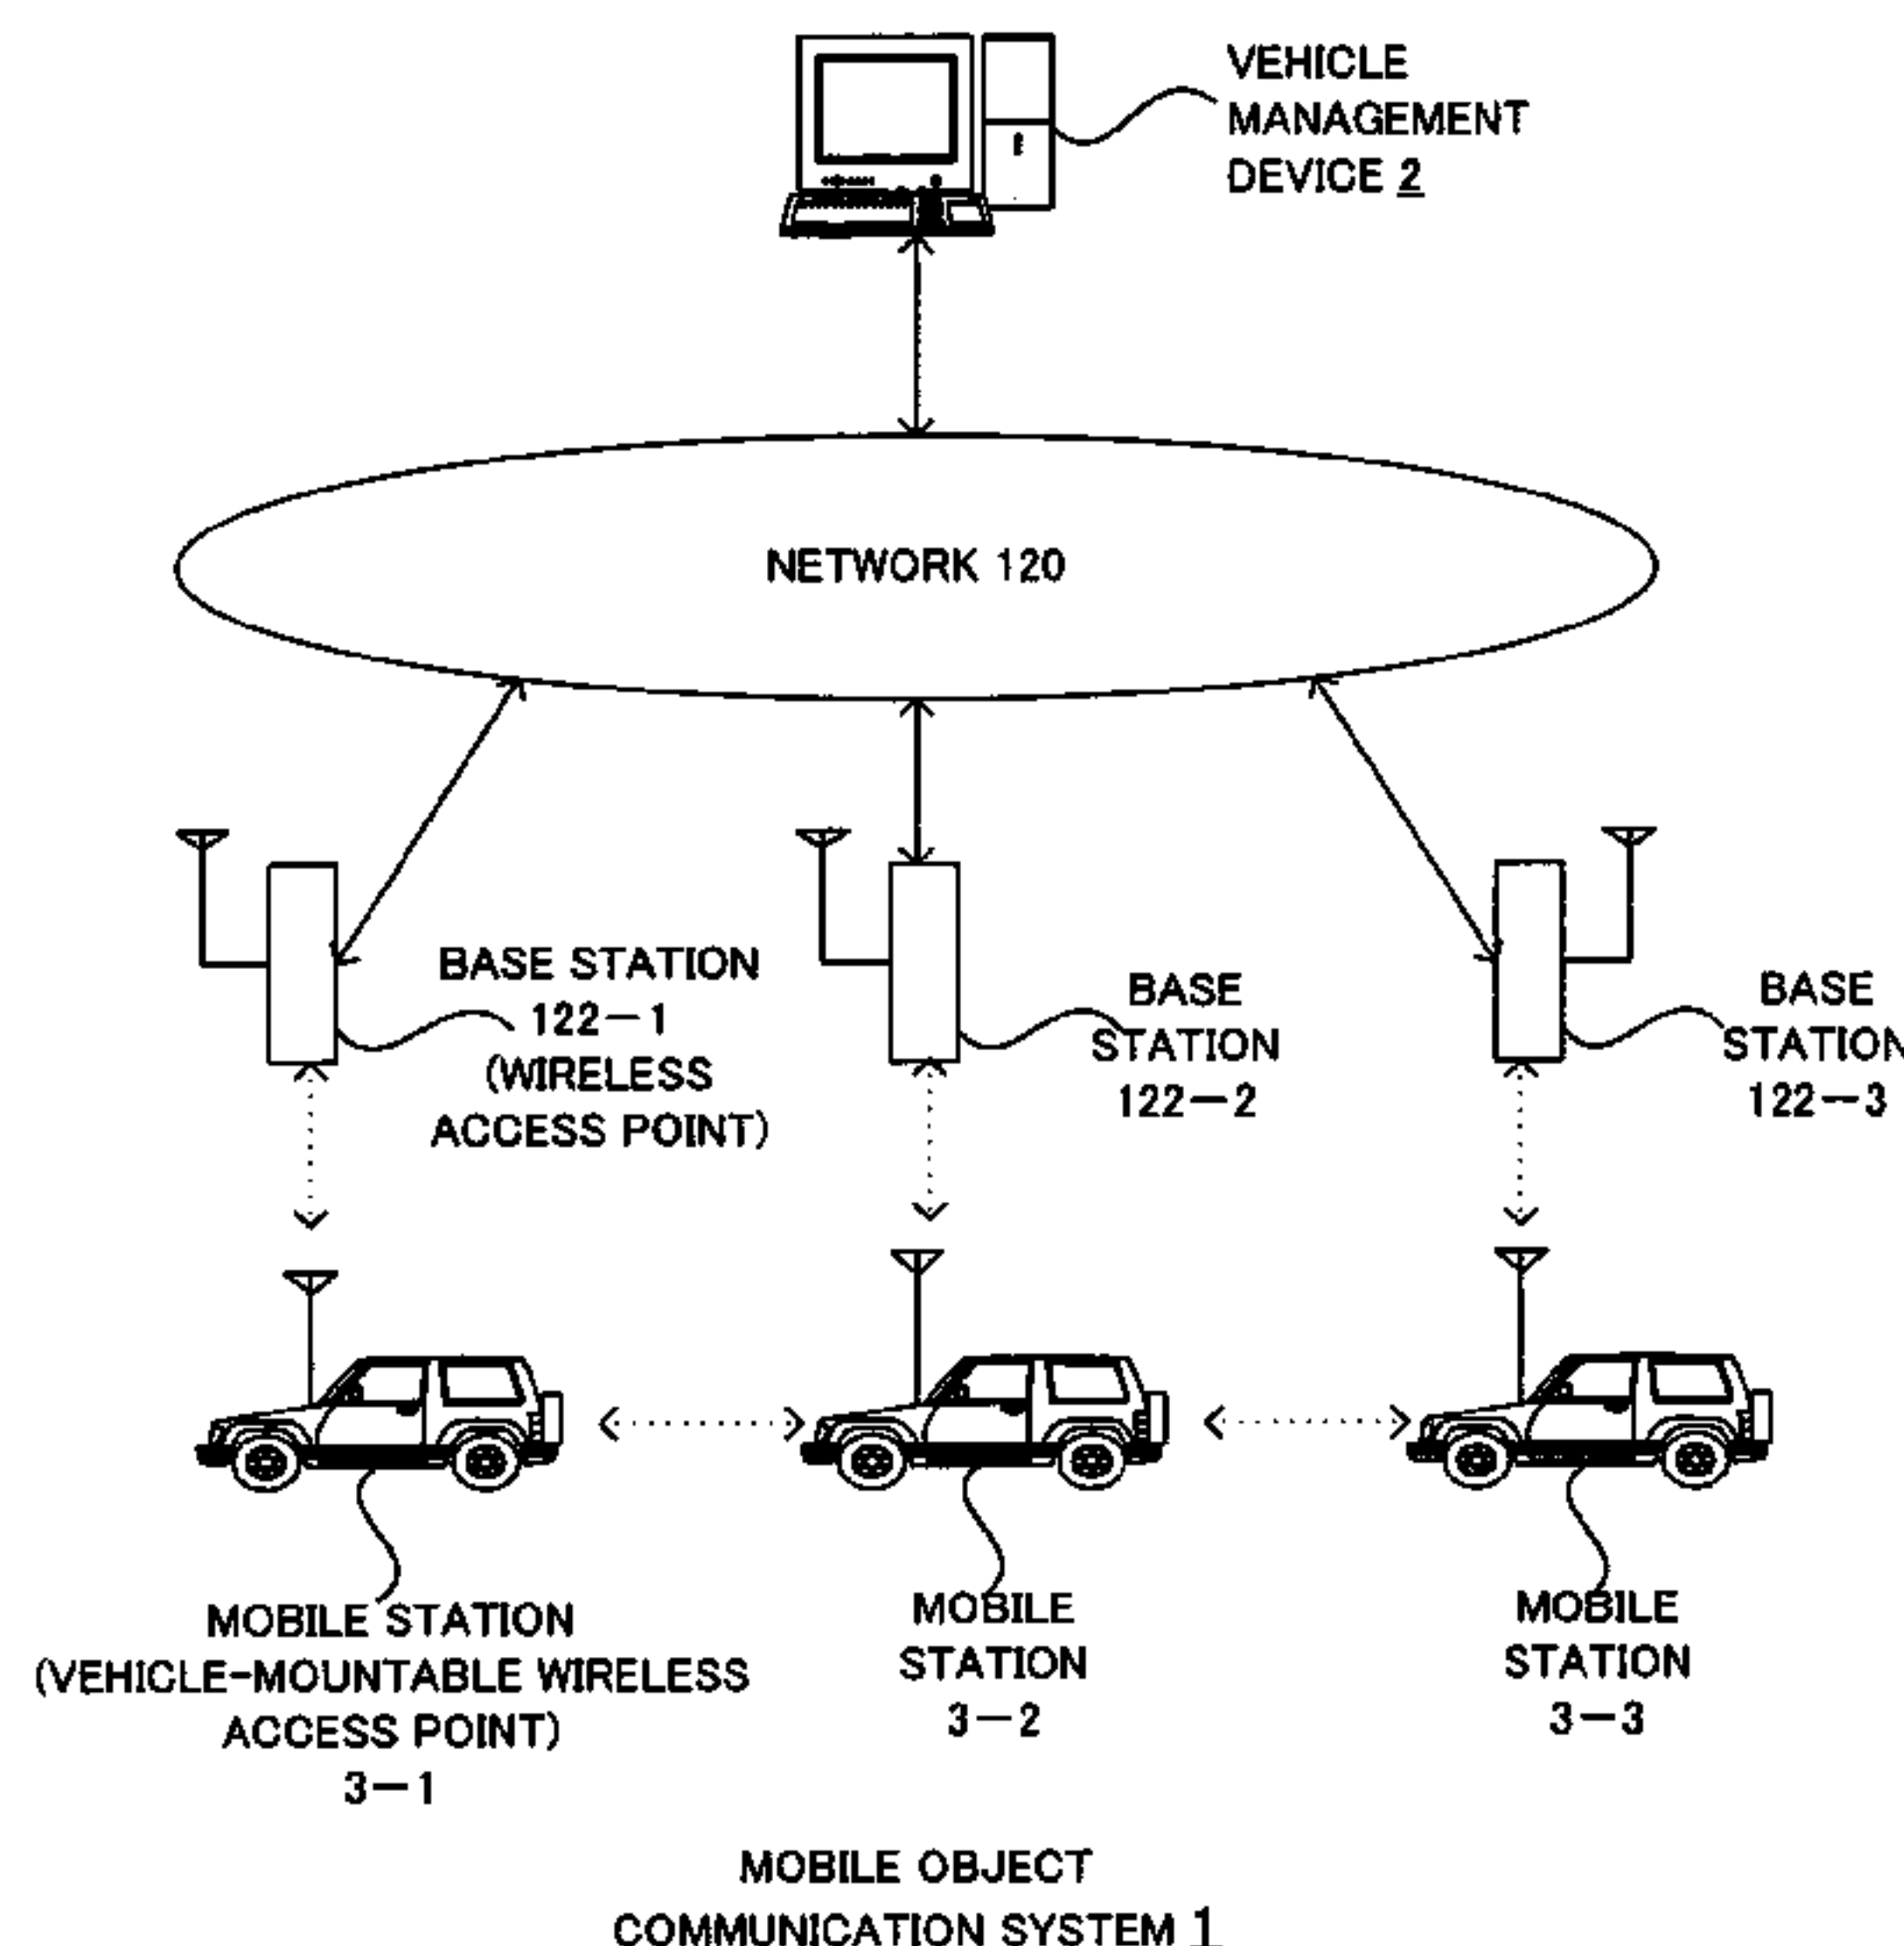 VEHICLE
MANAGEMENT
DEVICE 2
NETWORK 120
BASE STATION
122-1
(WIRELESS
ACCESS POINT)
BASE
STATION
122-2
BASE
STATION
122-3
MOBILE STATION
(VEHICLE-MOUNTABLE WIRELESS
ACCESS POINT)
3-1
MOBILE
STATION
3-2
MOBILE
STATION
3-3
MOBILE OBJECT
COMMUNICATION SYSTEM 1